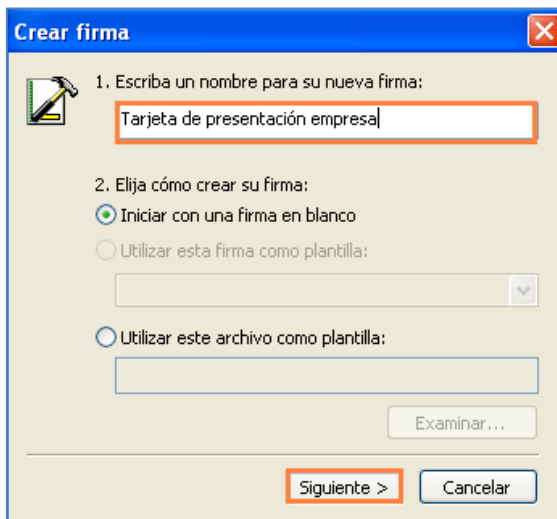 Crear firma
1. Escriba un nombre para su nueva firma:
Tarjeta de presentación empresa
2. Elija cómo crear su firma:
Iniciar con una firma en blanco
Utilizar esta firma como plantilla:
Utilizar este archivo como plantilla:
Examinar...
Siguiente >
Cancelar